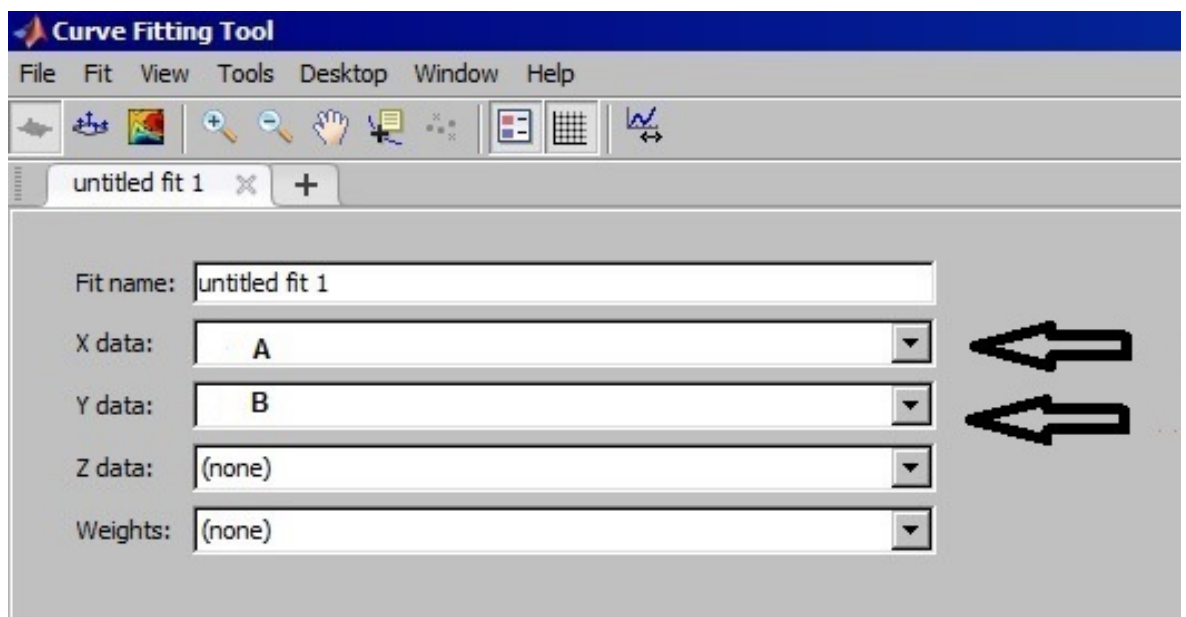 Curve Fitting Tool
File Fit View Tools Desktop Window Help
untitled fit 1
Fit name: untitled fit 1
X data: A
Y data: B
Z data: (none)
Weights: (none)